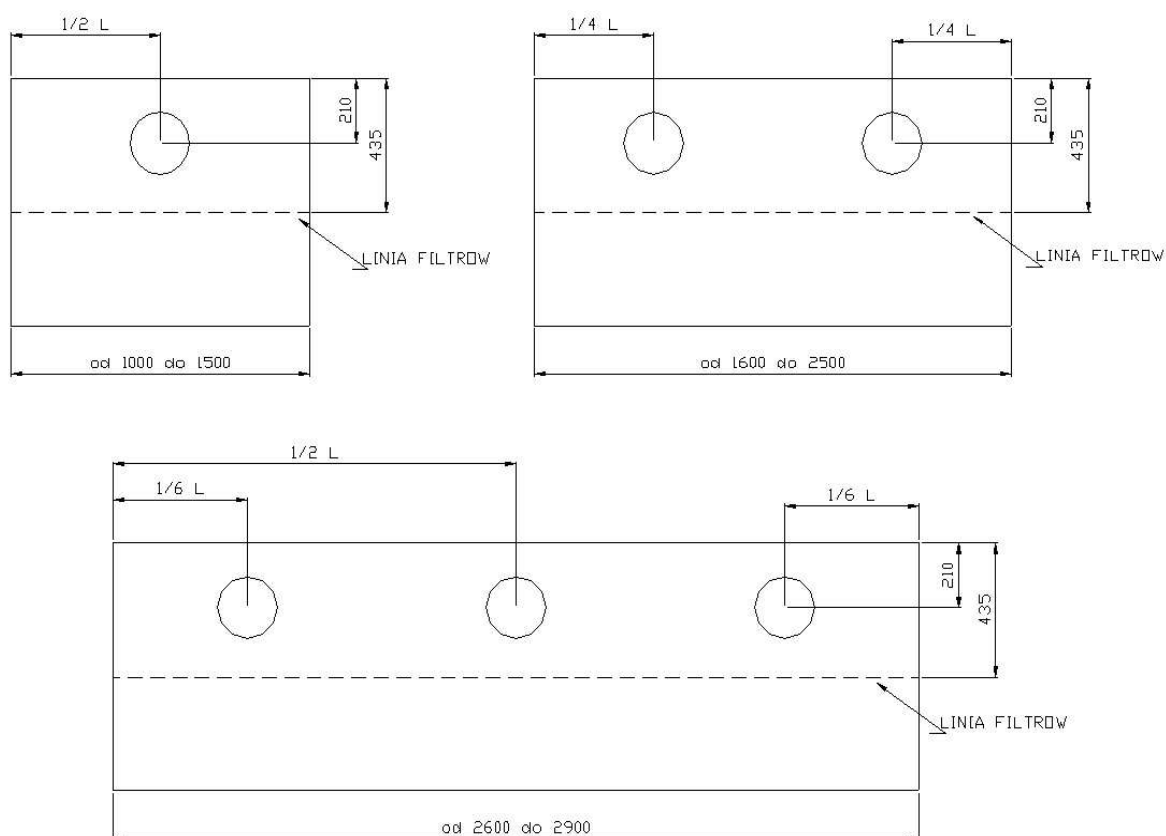 1/2 L
210
435
LINIA FILTROW
od 1000 do 1500
1/4 L
1/4 L
210
435
LINIA FILTROW
od 1600 do 2500
1/2 L
1/6 L
1/6 L
210
435
LINIA FILTROW
od 2600 do 2900